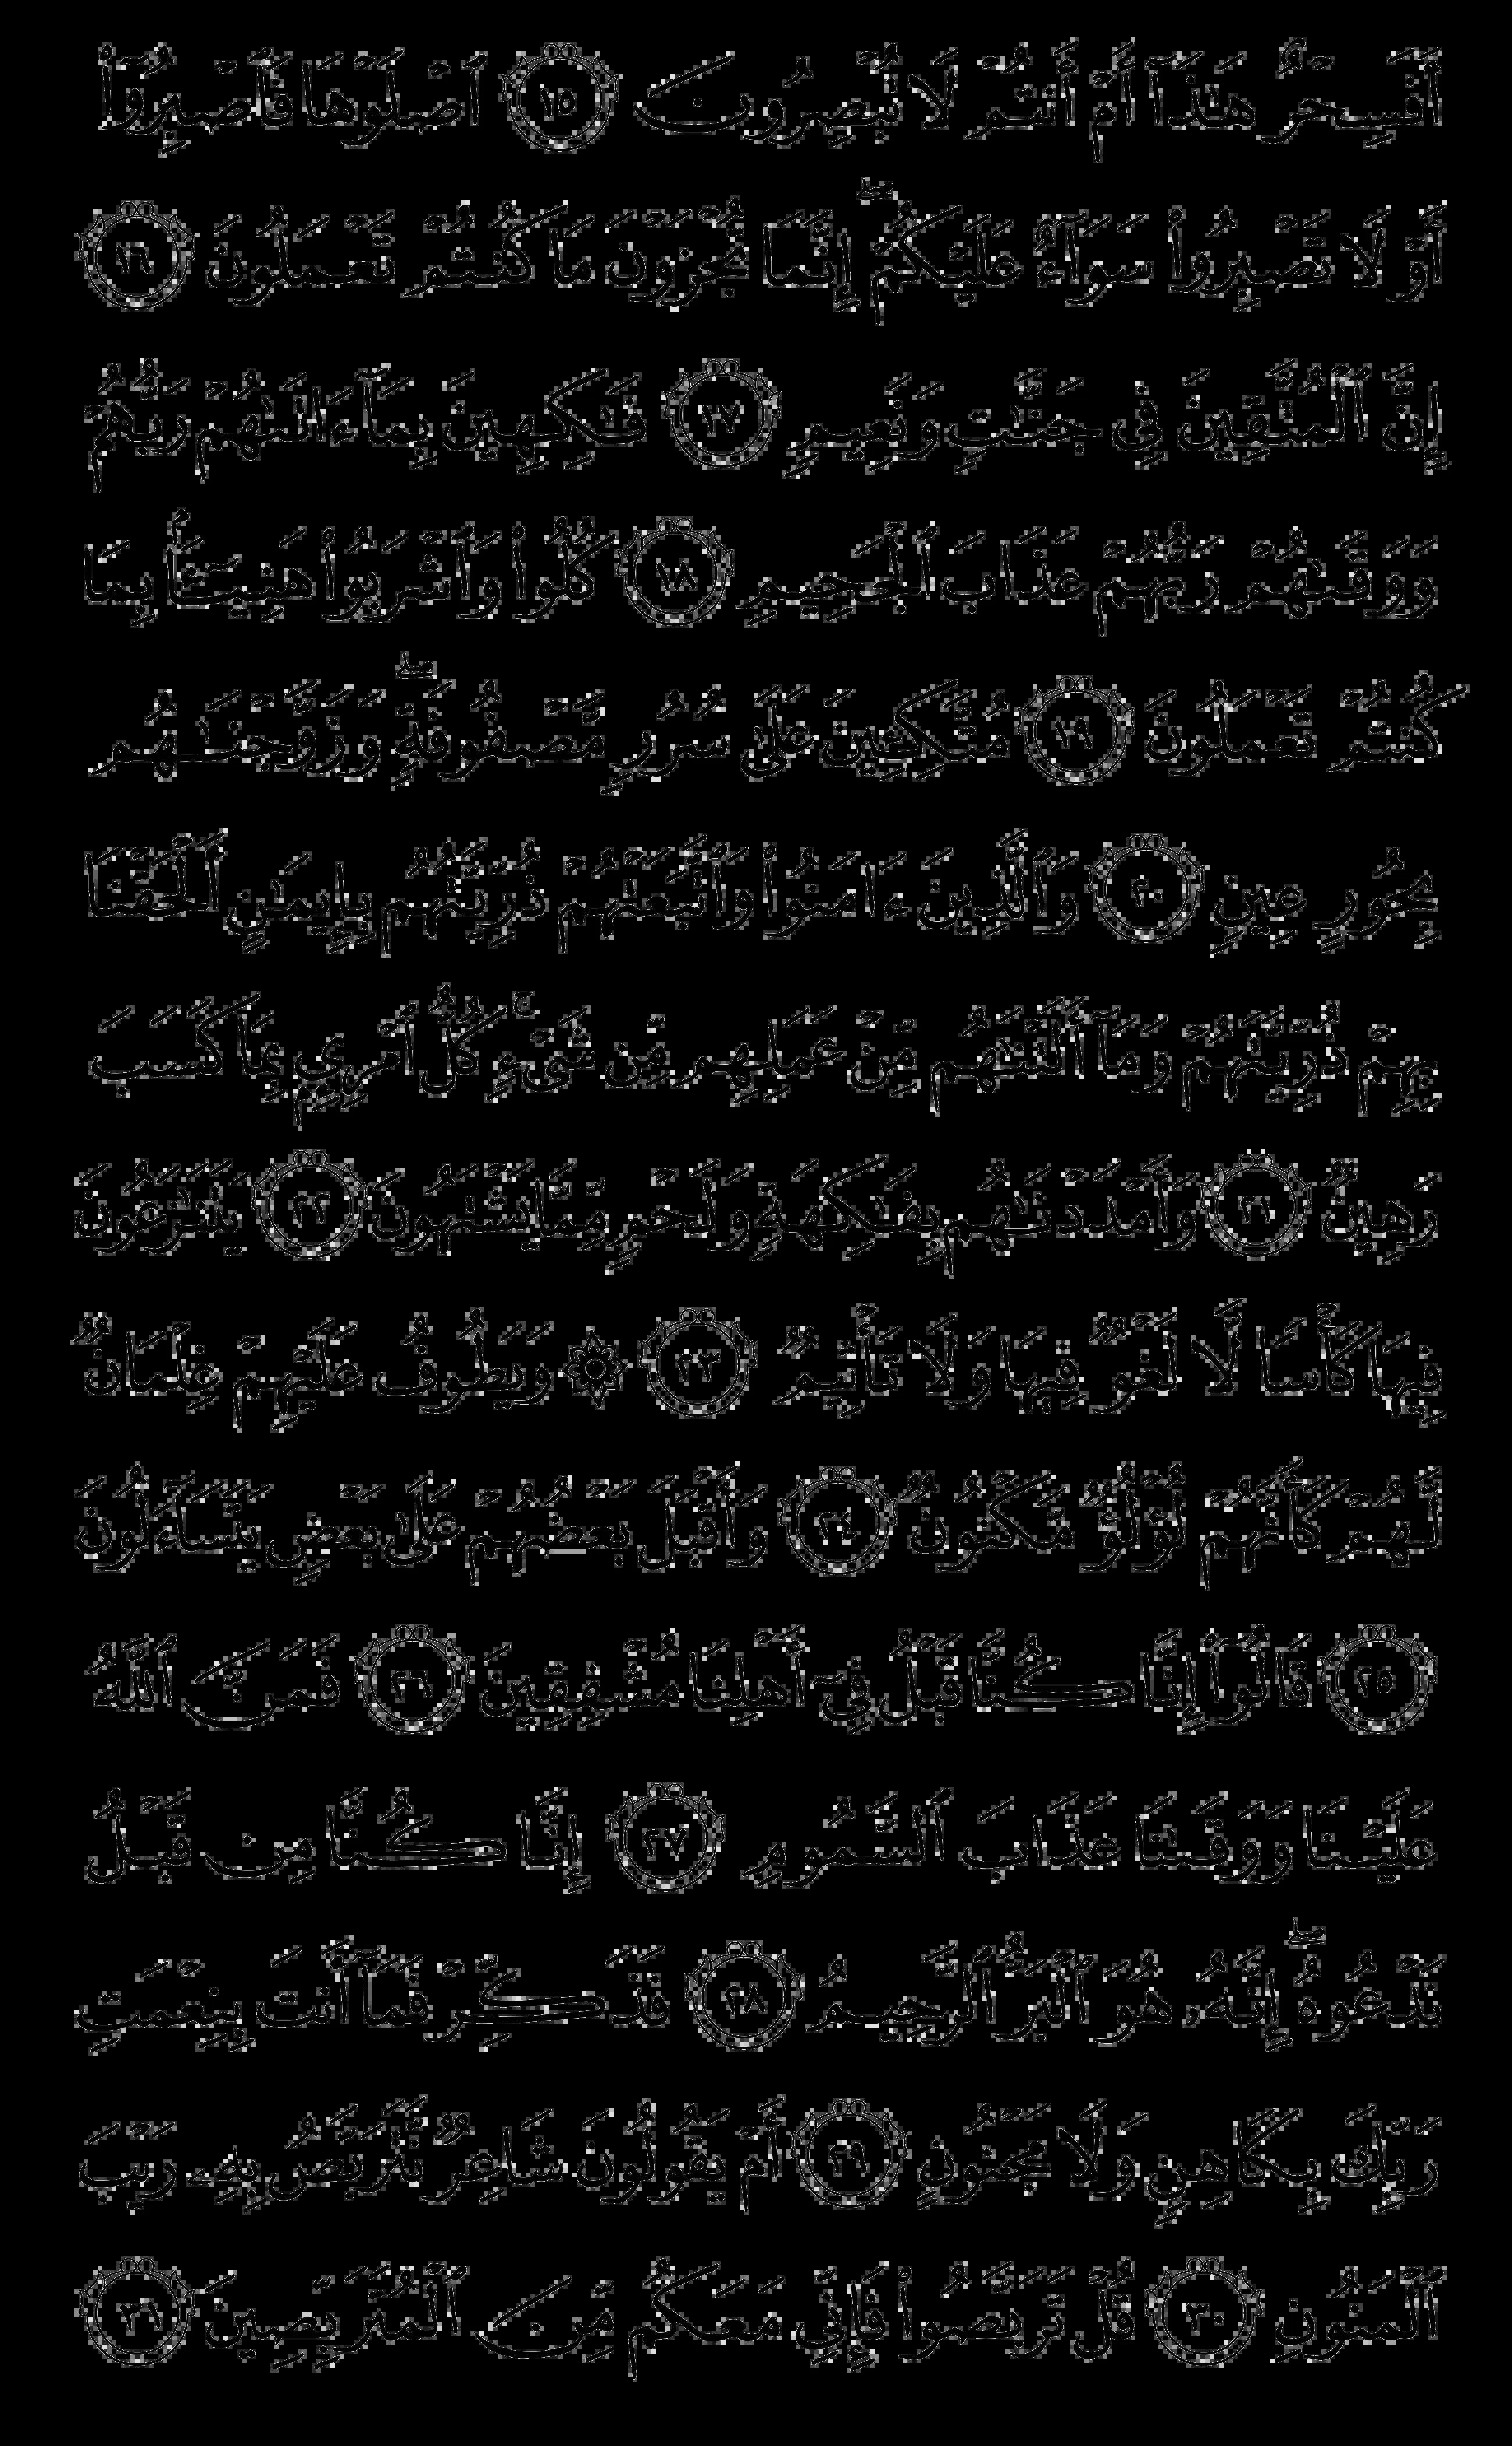 أَفَسِحْرٌ هَٰذَآ أَمْ أَنتُمْ لَا تُبْصِرُونَ ١٥ ٱصْلَوْهَا فَٱصْبِرُوٓا۟
أَوْ لَا تَصْبِرُوا۟ سَوَآءٌ عَلَيْكُمْ ۖ إِنَّمَا تُجْزَوْنَ مَا كُنتُمْ تَعْمَلُونَ ١٦
إِنَّ ٱلْمُتَّقِينَ فِى جَنَّٰتٍ وَنَعِيمٍ ١٧ فَٰكِهِينَ بِمَآ ءَاتَىٰهُمْ رَبُّهُمْ
وَوَقَىٰهُمْ رَبُّهُمْ عَذَابَ ٱلْجَحِيمِ ١٨ كُلُوا۟ وَٱشْرَبُوا۟ هَنِيٓـًٔۢا بِمَا
كُنتُمْ تَعْمَلُونَ ١٩ مُتَّكِـِٔينَ عَلَىٰ سُرُرٍ مَّصْفُوفَةٍ ۖ وَزَوَّجْنَٰهُم
بِحُورٍ عِينٍ ٢٠ وَٱلَّذِينَ ءَامَنُوا۟ وَٱتَّبَعَتْهُمْ ذُرِّيَّتُهُم بِإِيمَٰنٍ أَلْحَقْنَا
بِهِمْ ذُرِّيَّتَهُمْ وَمَآ أَلَتْنَٰهُم مِّنْ عَمَلِهِم مِّن شَىْءٍ ۚ كُلُّ ٱمْرِئٍۭ بِمَا كَسَبَ
رَهِينٌ ٢١ وَأَمْدَدْنَٰهُم بِفَٰكِهَةٍ وَلَحْمٍ مِّمَّا يَشْتَهُونَ ٢٢ يَتَنَٰزَعُونَ
فِيهَا كَأْسًا لَّا لَغْوٌ فِيهَا وَلَا تَأْثِيمٌ ٢٣ ۞ وَيَطُوفُ عَلَيْهِمْ غِلْمَانٌ
لَّهُمْ كَأَنَّهُمْ لُؤْلُؤٌ مَّكْنُونٌ ٢٤ وَأَقْبَلَ بَعْضُهُمْ عَلَىٰ بَعْضٍ يَتَسَآءَلُونَ
٢٥ قَالُوٓا۟ إِنَّا كُنَّا قَبْلُ فِىٓ أَهْلِنَا مُشْفِقِينَ ٢٦ فَمَنَّ ٱللَّهُ
عَلَيْنَا وَوَقَىٰنَا عَذَابَ ٱلسَّمُومِ ٢٧ إِنَّا كُنَّا مِن قَبْلُ
نَدْعُوهُ ۖ إِنَّهُۥ هُوَ ٱلْبَرُّ ٱلرَّحِيمُ ٢٨ فَذَكِّرْ فَمَآ أَنتَ بِنِعْمَتِ
رَبِّكَ بِكَاهِنٍ وَلَا مَجْنُونٍ ٢٩ أَمْ يَقُولُونَ شَاعِرٌ نَّتَرَبَّصُ بِهِۦ رَيْبَ
ٱلْمَنُونِ ٣٠ قُلْ تَرَبَّصُوا۟ فَإِنِّى مَعَكُم مِّنَ ٱلْمُتَرَبِّصِينَ ٣١